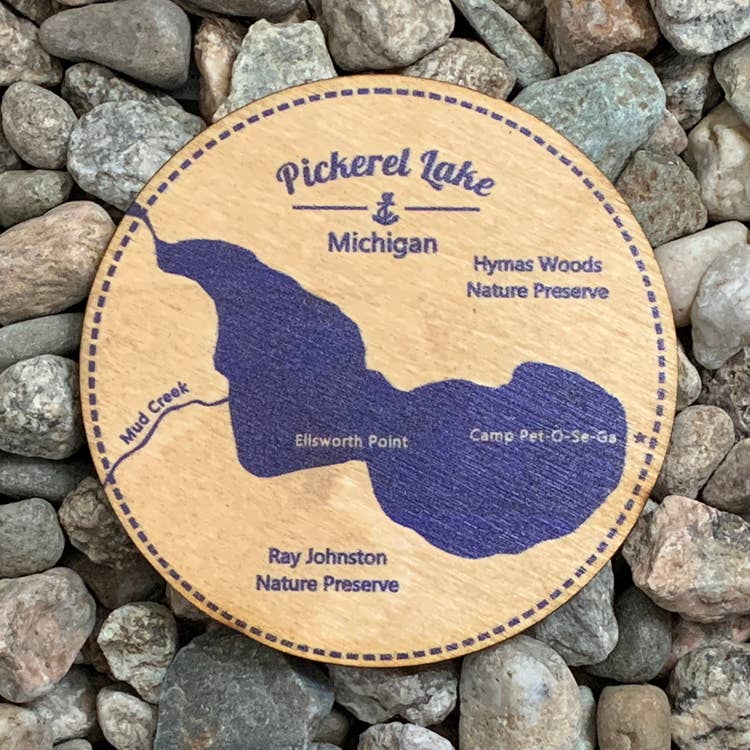 Pickerel Lake
Michigan
Hymas Woods
Nature Preserve
Mud Creek
Ellsworth Point
Camp Pet-O-Se-Ga
Ray Johnston
Nature Preserve